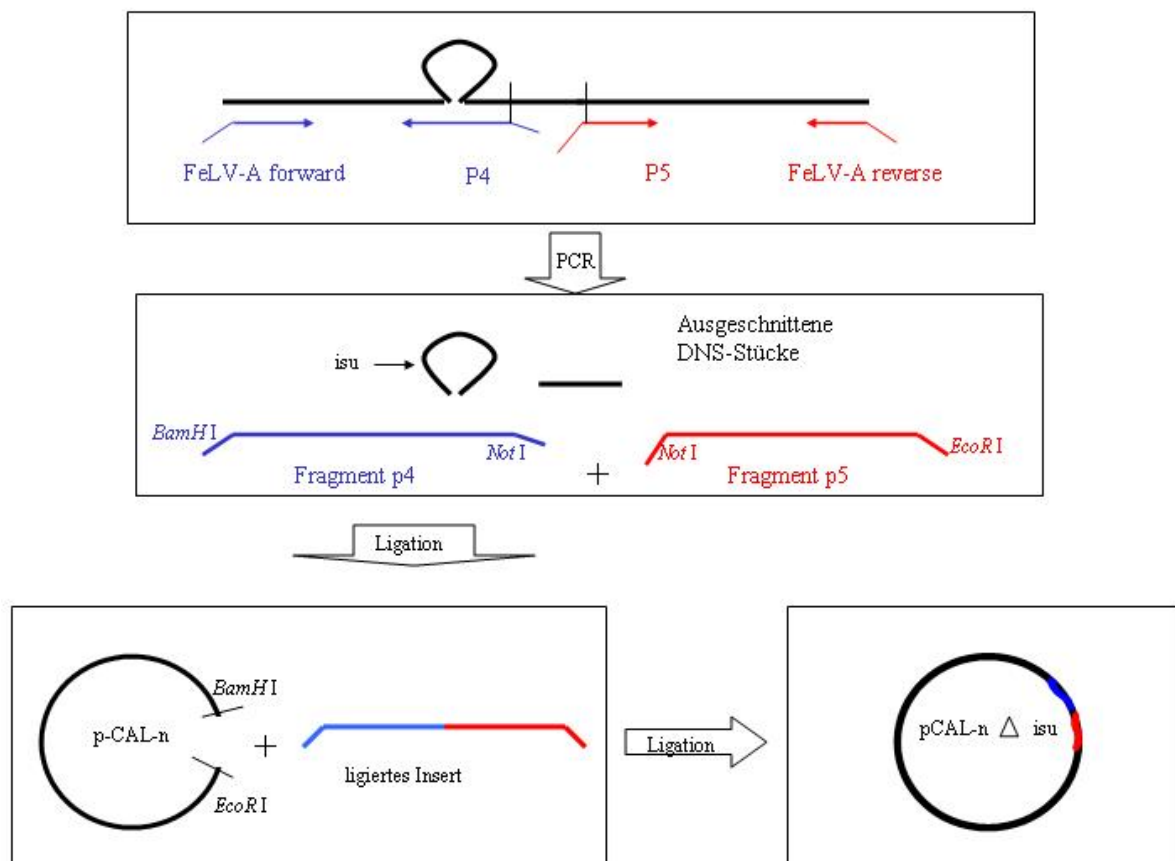 FeLV-A forward
P4
P5
FeLV-A reverse
PCR
Ausgeschnittene
DNS-Stücke
isu
BamH I
Not I
Not I
EcoR I
Fragment p4
+
Fragment p5
Ligation
BamH I
p-CAL-n
+
EcoR I
ligiertes Insert
Ligation
pCAL-n △ isu